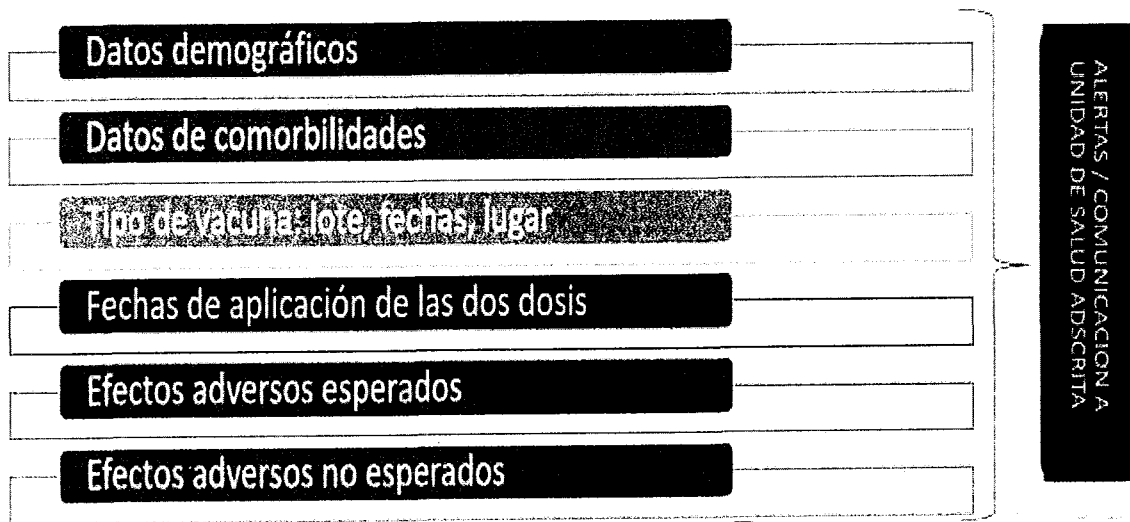 Datos demográficos
Datos de comorbilidades
Tipo de vacuna: lote, fechas, lugar
Fechas de aplicación de las dos dosis
Efectos adversos esperados
Efectos adversos no esperados
ALERTAS / COMUNICACION A
UNIDAD DE SALUD ADSCRITA